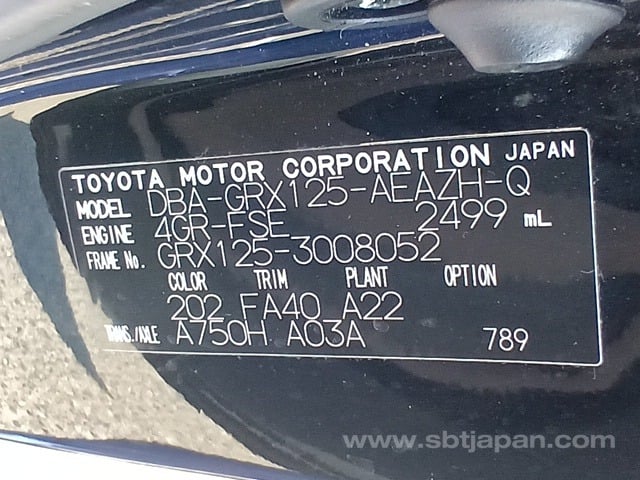 TOYOTA MOTOR CORPORATION JAPAN
MODEL DBA-GRX125-AEAZH-Q
ENGINE 4GR-FSE 2499 mL
FRAME No. GRX125-3008052
COLOR TRIM PLANT OPTION
202 FA40 A22
TRANS./AXLE A750H A03A 789
www.sbtjapan.com